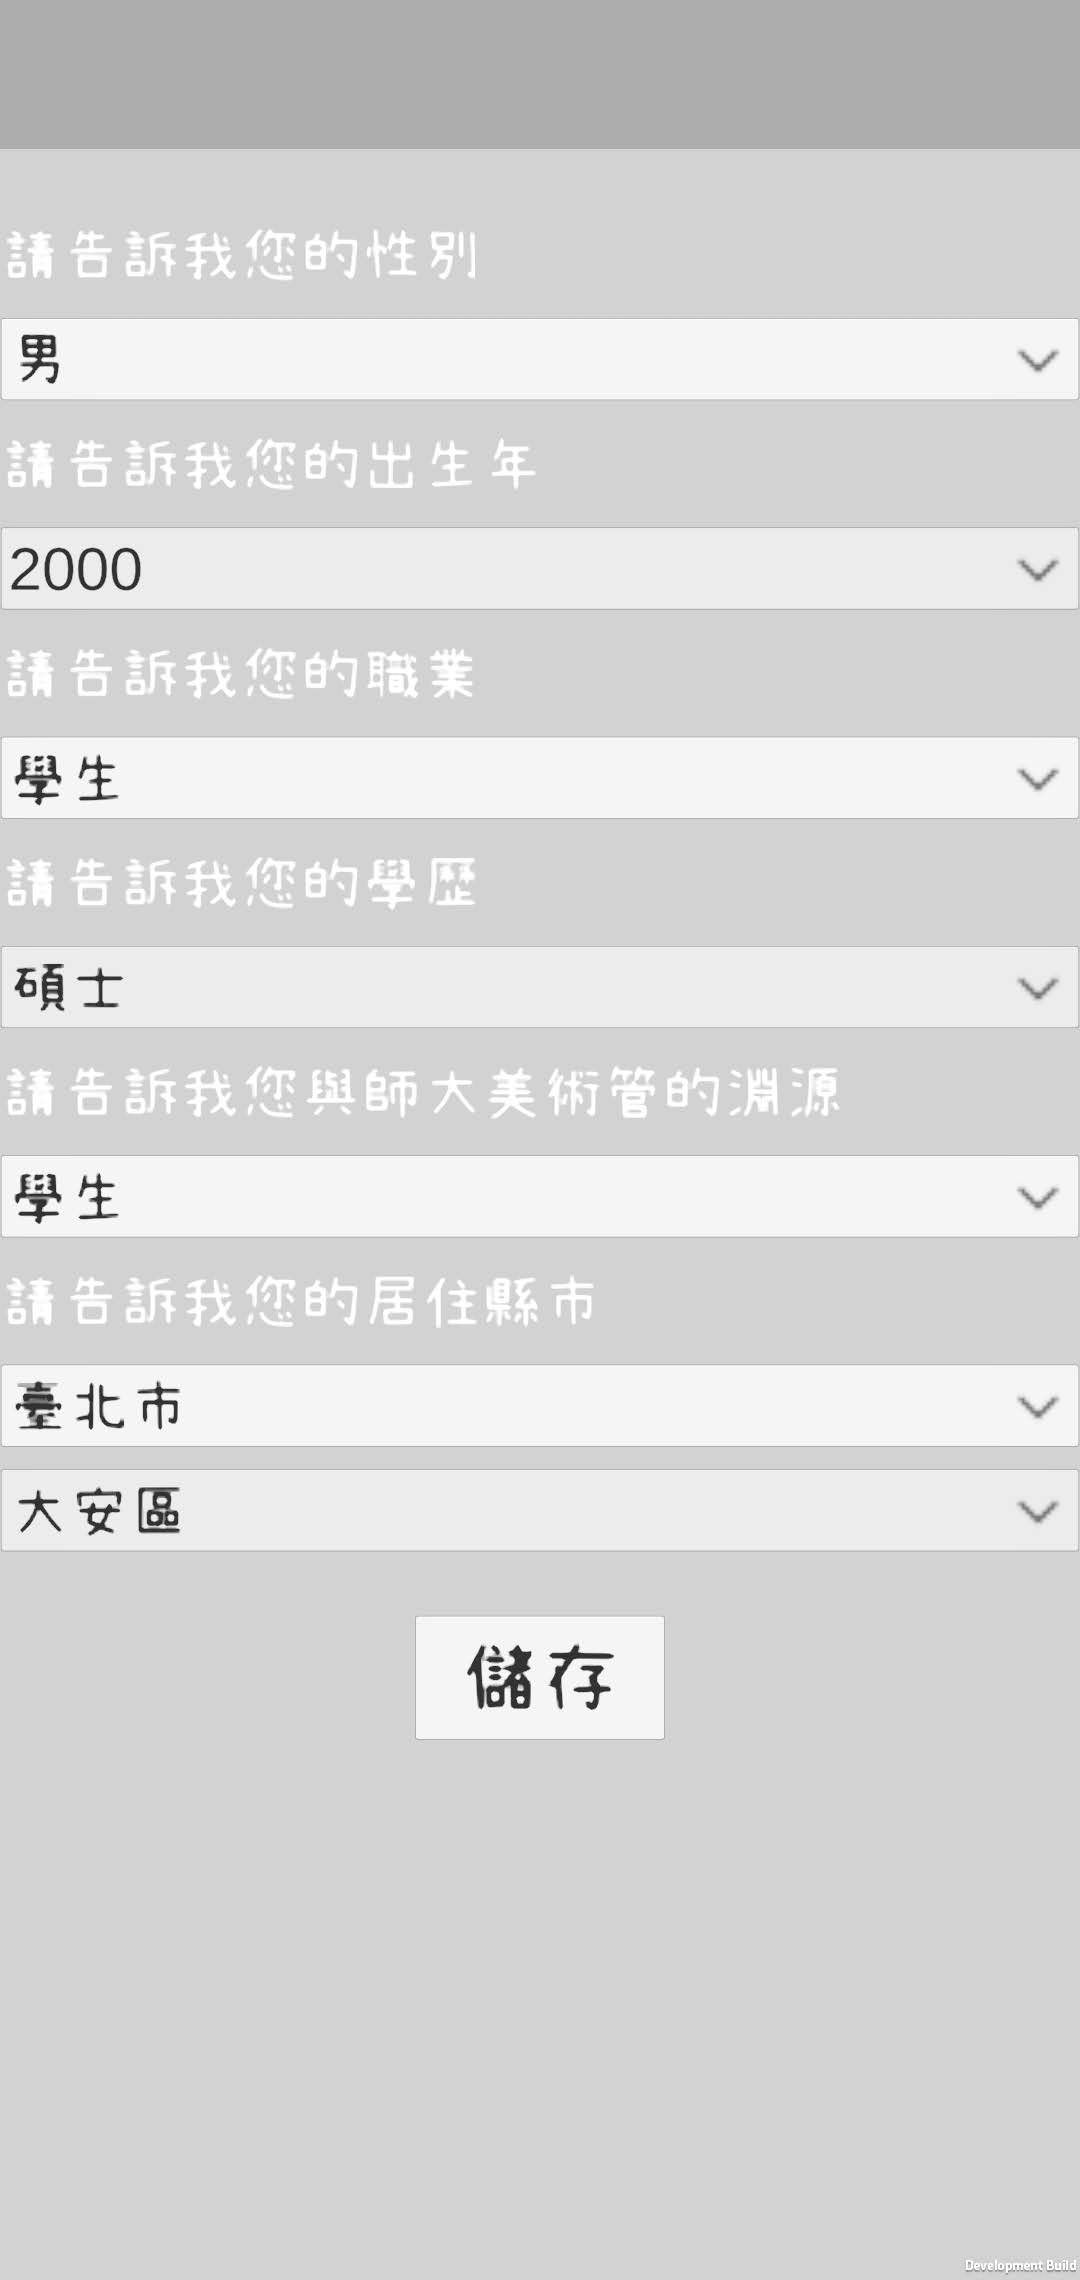 請告訴我您的性別
男
請告訴我您的出生年
2000
請告訴我您的職業
學生
請告訴我您的學歷
碩士
請告訴我您與師大美術管的淵源
學生
請告訴我您的居住縣市
臺北市
大安區
儲存
Development Build